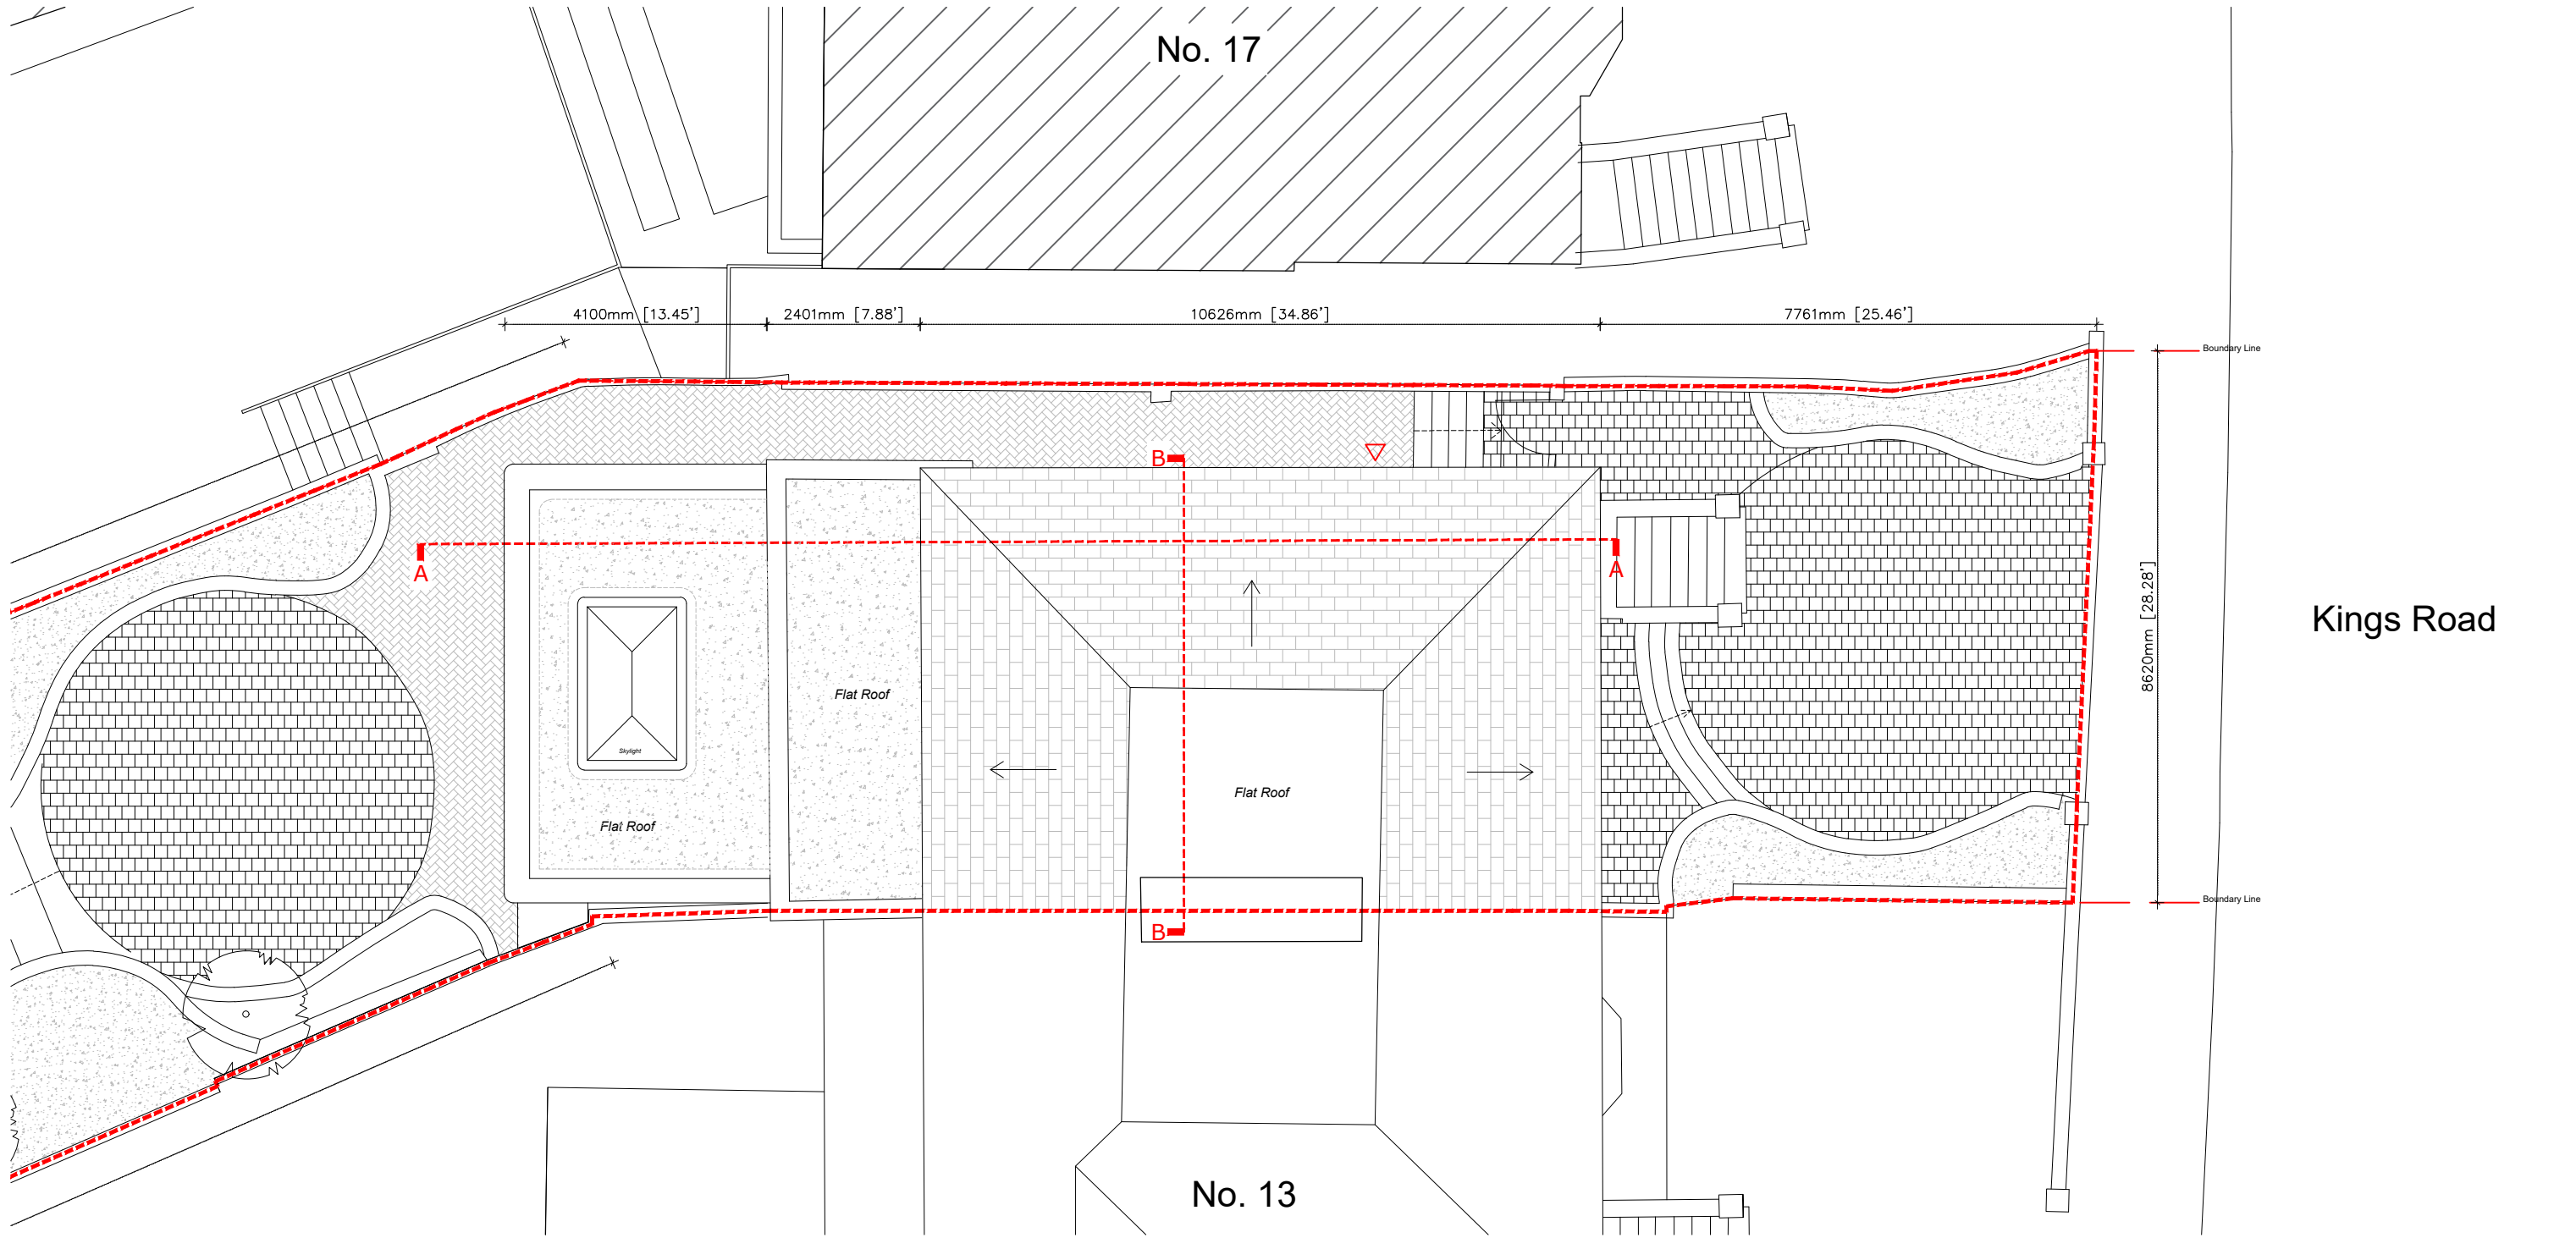 No. 17
4100mm [13.45']
2401mm [7.88']
10626mm [34.86']
7761mm [25.46']
Boundary Line
B
A
A
8620mm [28.28']
Kings Road
Flat Roof
Skylight
Flat Roof
Flat Roof
Boundary Line
B
No. 13